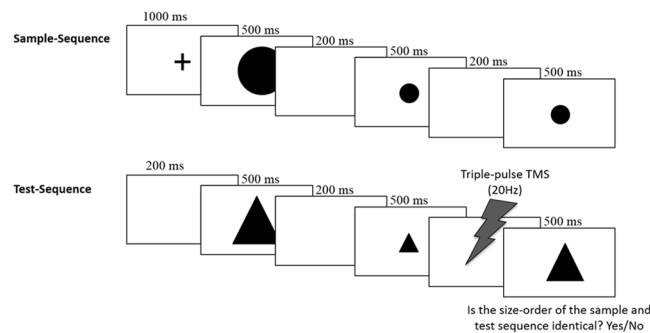 1000 ms
500 ms
200 ms
500 ms
200 ms
500 ms
Sample-Sequence
200 ms
500 ms
200 ms
500 ms
Triple-pulse TMS
(20Hz)
500 ms
Test-Sequence
Is the size-order of the sample and
test sequence identical? Yes/No